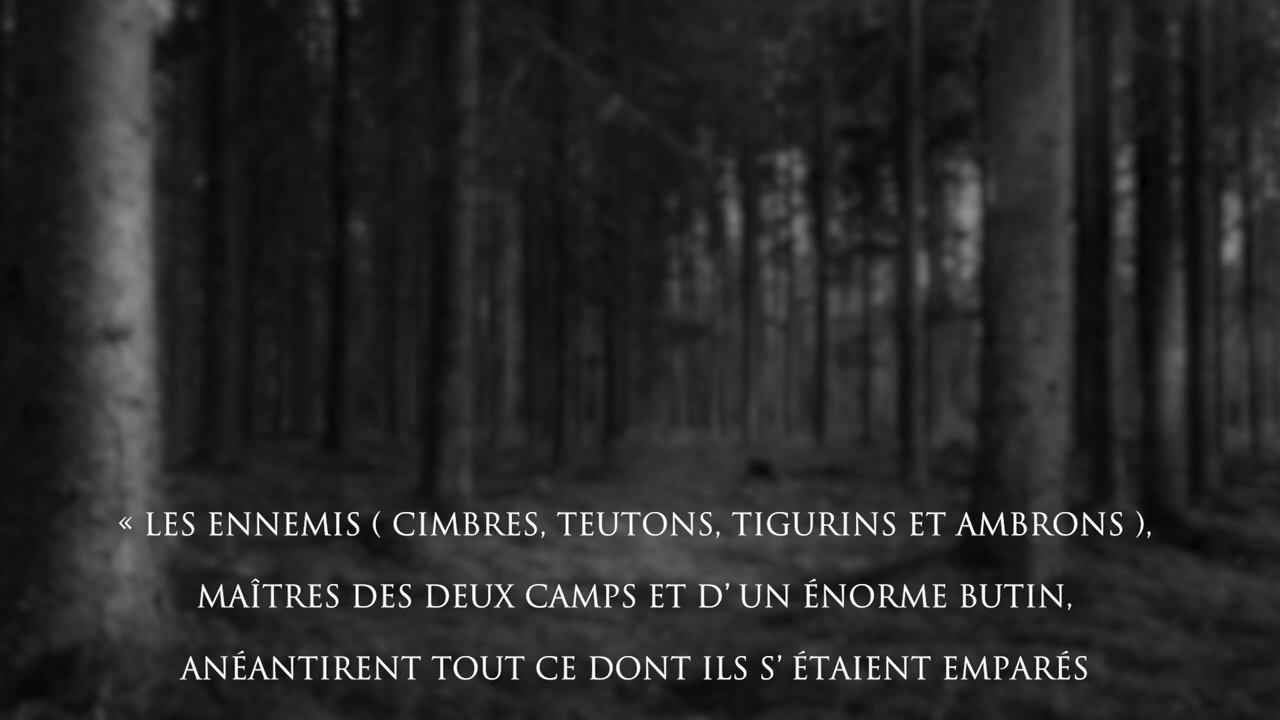 « LES ENNEMIS ( CIMBRES, TEUTONS, TIGURINS ET AMBRONS ),
MAÎTRES DES DEUX CAMPS ET D’ UN ÉNORME BUTIN,
ANÉANTIRENT TOUT CE DONT ILS S’ ÉTAIENT EMPARÉS